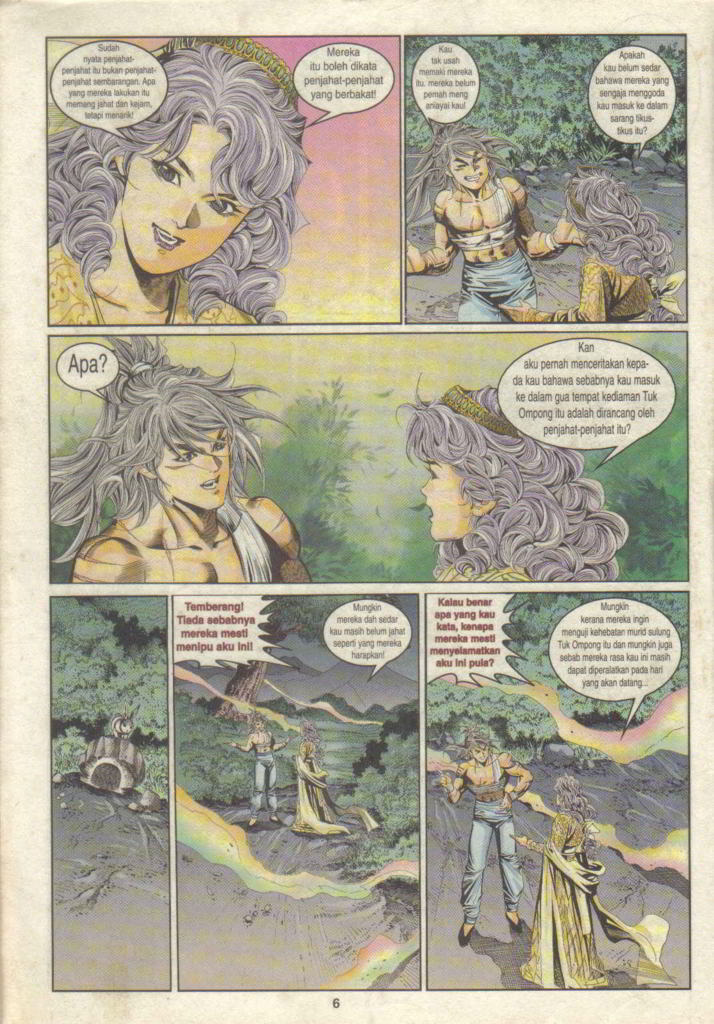 Sudah
nyata penjahat-
penjahat itu bukan penjahat-
penjahat sembarangan. Apa
yang mereka lakukan itu
memang jahat dan kejam,
tetapi menarik!
Mereka
itu boleh dikata
penjahat-penjahat
yang berbakat!
Kau
tak usah
memaki mereka
itu. mereka belum
pernah meng
aniayai kau!
Apakah
kau belum sedar
bahawa mereka yang
sengaja menggoda
kau masuk ke dalam
sarang tikus-
tikus itu?
Apa?
Kan
aku pernah menceritakan kepa-
da kau bahawa sebabnya kau masuk
ke dalam gua tempat kediaman Tuk
Ompong itu adalah dirancang oleh
penjahat-penjahat itu?
Temberang!
Tiada sebabnya
mereka mesti
menipu aku ini!
Mungkin
mereka dah sedar
kau masih belum jahat
seperti yang mereka
harapkan!
Kalau benar
apa yang kau
kata, kenapa
mereka mesti
menyelamatkan
aku ini pula?
Mungkin
kerana mereka ingin
menguji kehebatan murid sulung
Tuk Ompong itu dan mungkin juga
sebab mereka rasa kau ini masih
dapat diperalatkan pada hari
yang akan datang...
6